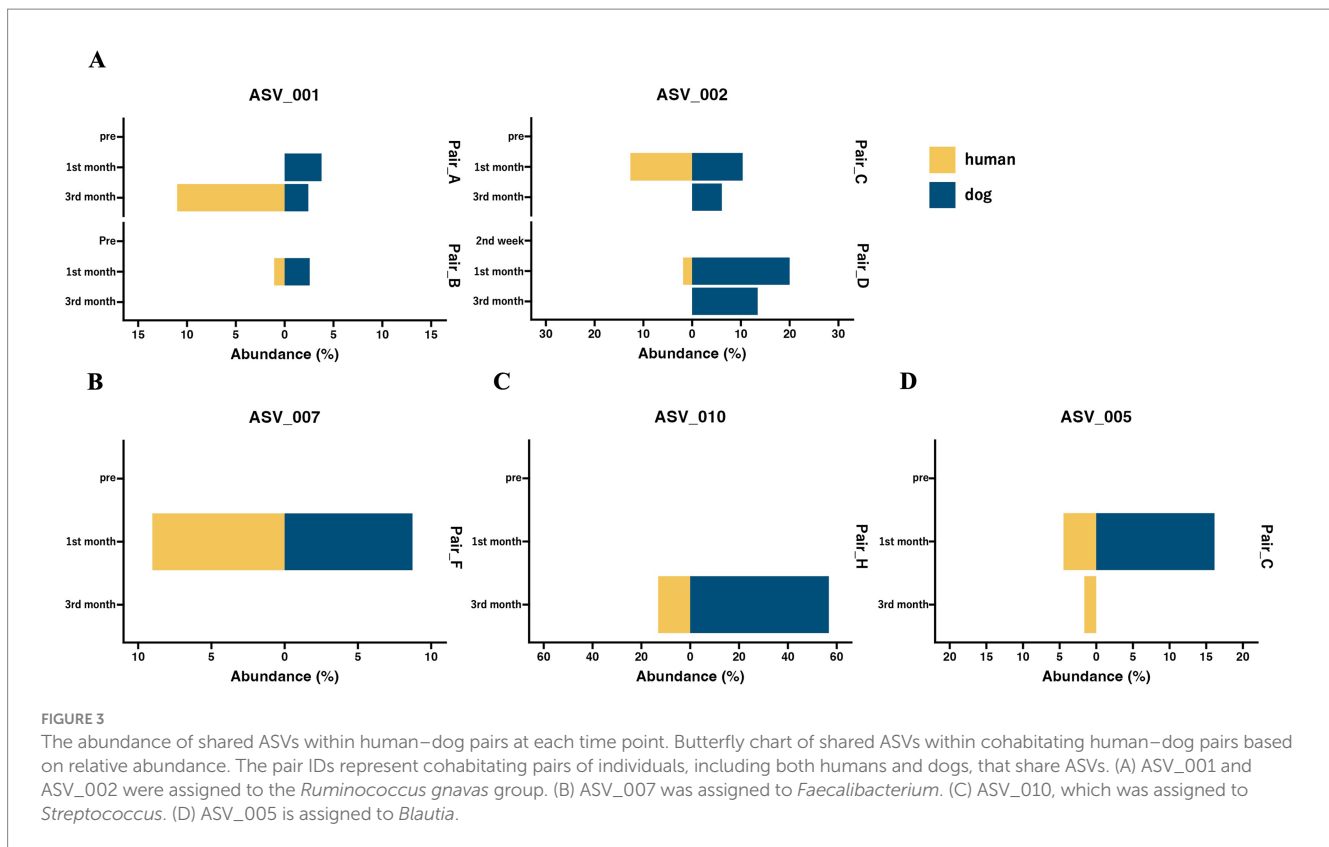 A
ASV_001
pre
1st month
3rd month
Pair_A
Pre
1st month
3rd month
Pair_B
15 10 5 0 5 10 15
Abundance (%)
ASV_002
pre
1st month
3rd month
Pair_C
2nd week
1st month
3rd month
Pair_D
30 20 10 0 10 20 30
Abundance (%)
human
dog
B
ASV_007
pre
1st month
3rd month
Pair_F
10 5 0 5 10
Abundance (%)
C
ASV_010
Pair_H
60 40 20 0 20 40 60
Abundance (%)
D
ASV_005
pre
1st month
3rd month
Pair_C
20 15 10 5 0 5 10 15 20
Abundance (%)
FIGURE 3
The abundance of shared ASVs within human–dog pairs at each time point. Butterfly chart of shared ASVs within cohabitating human–dog pairs based
on relative abundance. The pair IDs represent cohabitating pairs of individuals, including both humans and dogs, that share ASVs. (A) ASV_001 and
ASV_002 were assigned to the Ruminococcus gnavas group. (B) ASV_007 was assigned to Faecalibacterium. (C) ASV_010, which was assigned to
Streptococcus. (D) ASV_005 is assigned to Blautia.